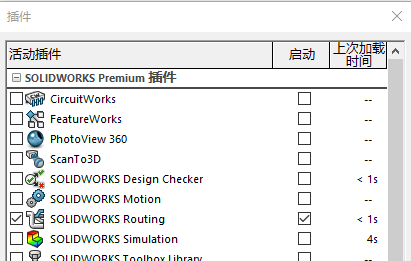 插件
活动插件 启动 上次加载时间
SOLIDWORKS Premium 插件
CircuitWorks --
FeatureWorks --
PhotoView 360 --
ScanTo3D --
SOLIDWORKS Design Checker < 1s
SOLIDWORKS Motion --
SOLIDWORKS Routing < 1s
SOLIDWORKS Simulation 4s
SOLIDWORKS Toolbox Library --